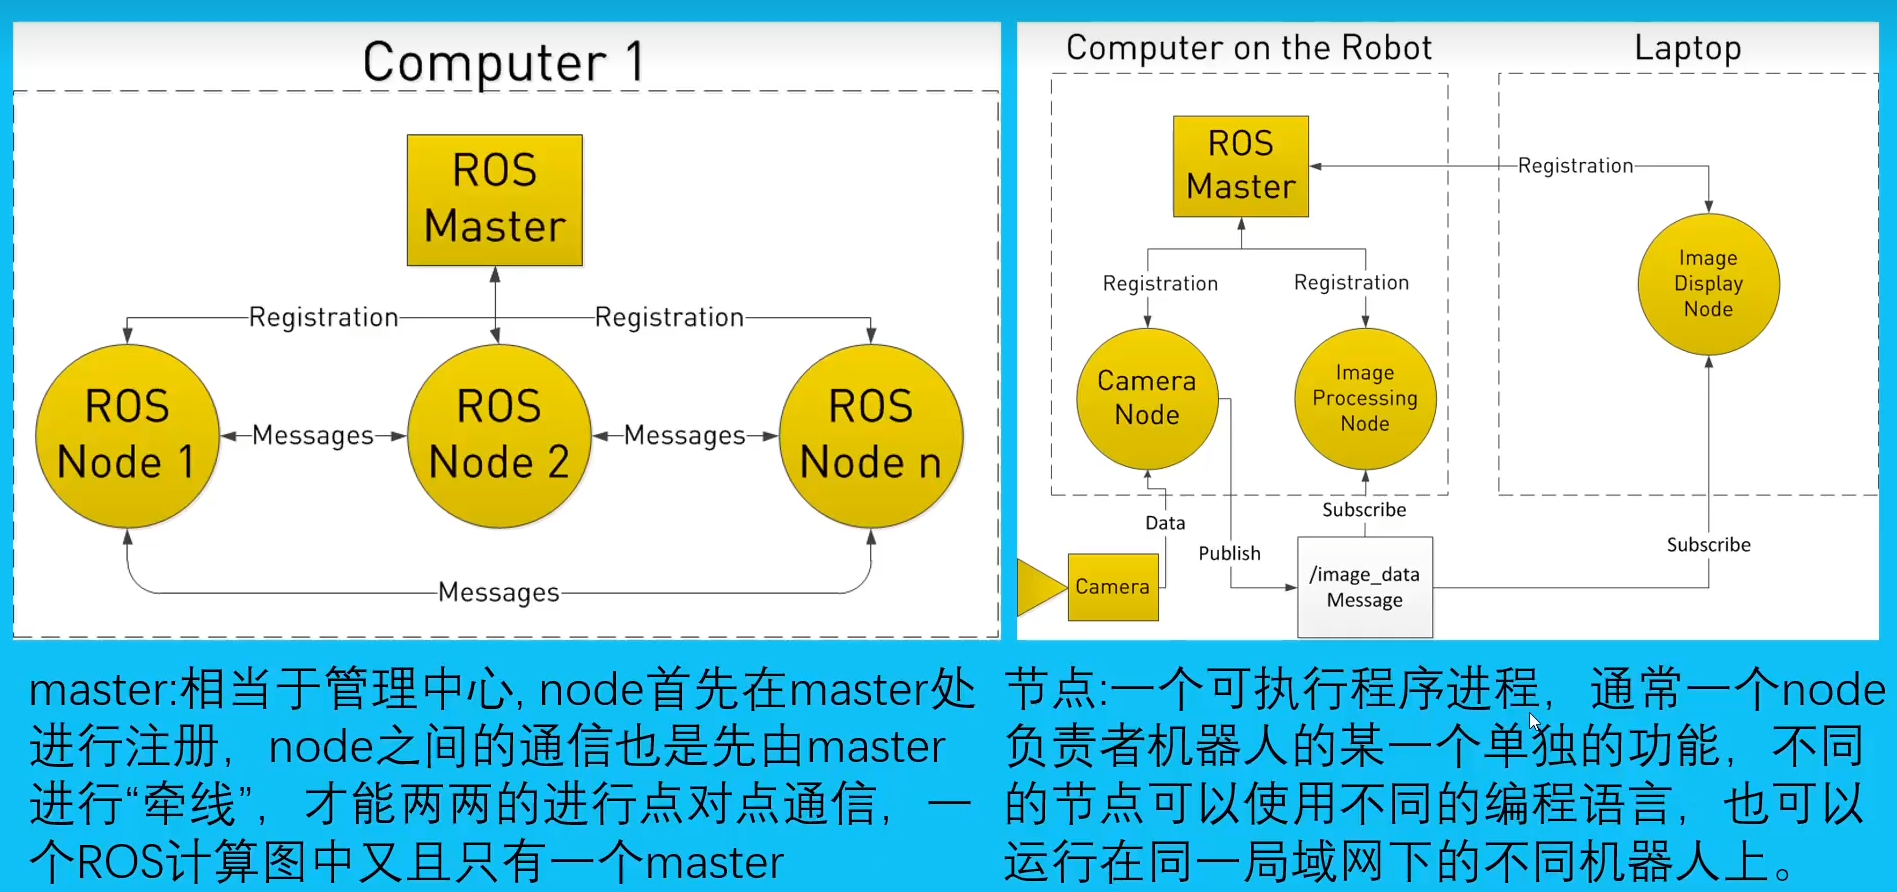 Computer 1
ROS
Master
Registration
Registration
ROS
Node 1
Messages
ROS
Node 2
Messages
ROS
Node n
Messages
Computer on the Robot
Laptop
ROS
Master
Registration
Registration
Registration
Image
Display
Node
Camera
Node
Image
Processing
Node
Data
Publish
Subscribe
Subscribe
Camera
/image_data
Message
master:相当于管理中心, node首先在master处
进行注册，node之间的通信也是先由master
进行“牵线”，才能两两的进行点对点通信，一
个ROS计算图中又且只有一个master
节点:一个可执行程序进程，通常一个node
负责者机器人的某一个单独的功能，不同
的节点可以使用不同的编程语言，也可以
运行在同一局域网下的不同机器人上。